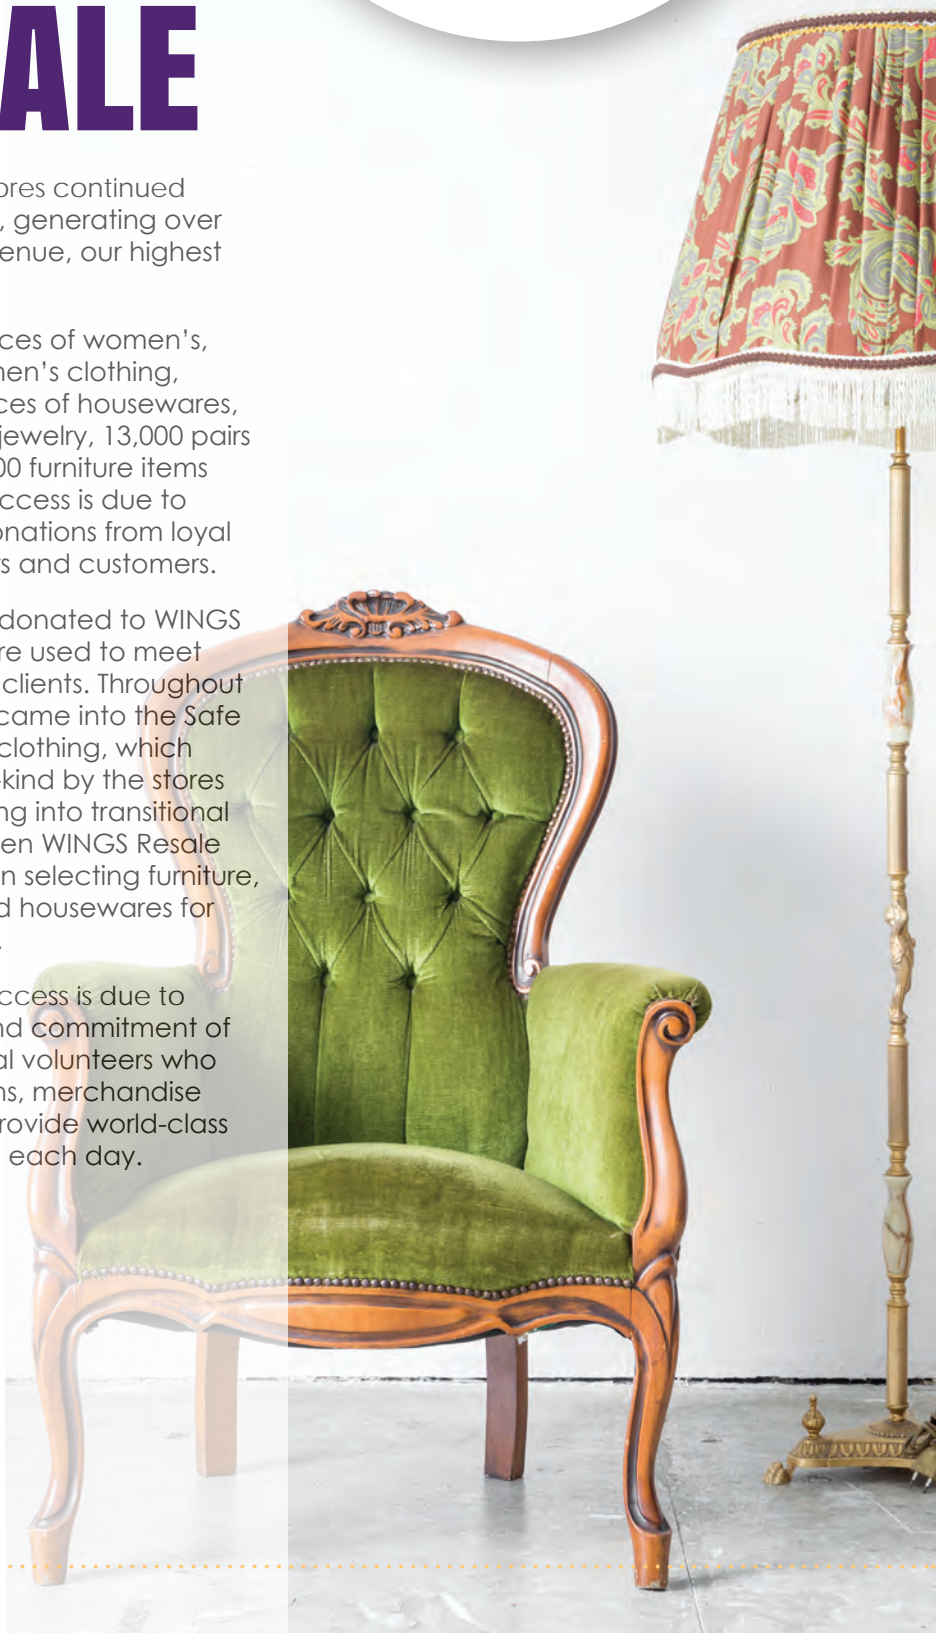 ALE
ores continued
, generating over
enue, our highest
ces of women's,
nen's clothing,
ces of housewares,
jewelry, 13,000 pairs
00 furniture items
ccess is due to
onations from loyal
rs and customers.
donated to WINGS
re used to meet
clients. Throughout
came into the Safe
clothing, which
-kind by the stores
ng into transitional
en WINGS Resale
n selecting furniture,
d housewares for
.
ccess is due to
nd commitment of
al volunteers who
ns, merchandise
rovide world-class
each day.